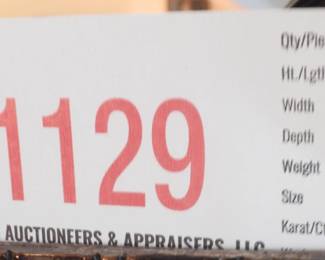 Qty/Pie
Ht./Lgth
Width
Depth
Weight
Size
Karat/C
1129
AUCTIONEERS & APPRAISERS, LLC